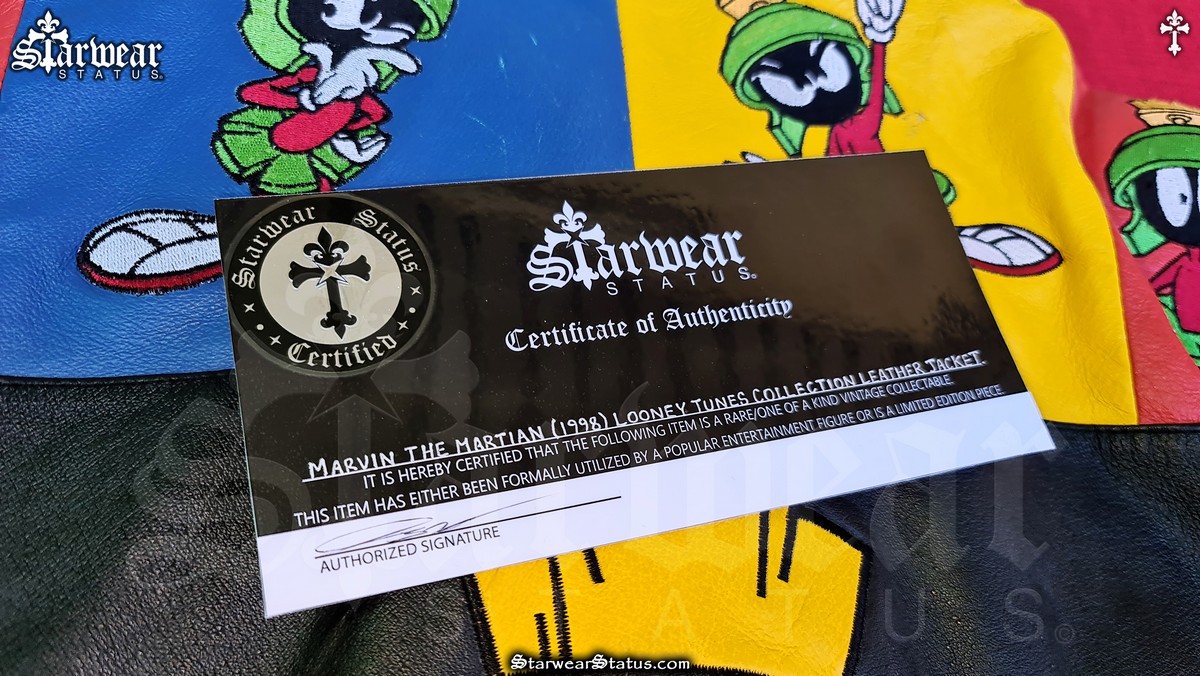 Starwear
STATUS®
Starwear Status
Certified
Starwear
STATUS®
Certificate of Authenticity
MARVIN THE MARTIAN (1998) LOONEY TUNES COLLECTION LEATHER JACKET.
IT IS HEREBY CERTIFIED THAT THE FOLLOWING ITEM IS A RARE/ONE OF A KIND VINTAGE COLLECTABLE.
THIS ITEM HAS EITHER BEEN FORMALLY UTILIZED BY A POPULAR ENTERTAINMENT FIGURE OR IS A LIMITED EDITION PIECE.
AUTHORIZED SIGNATURE
Starwear
STATUS©
StarwearStatus.com